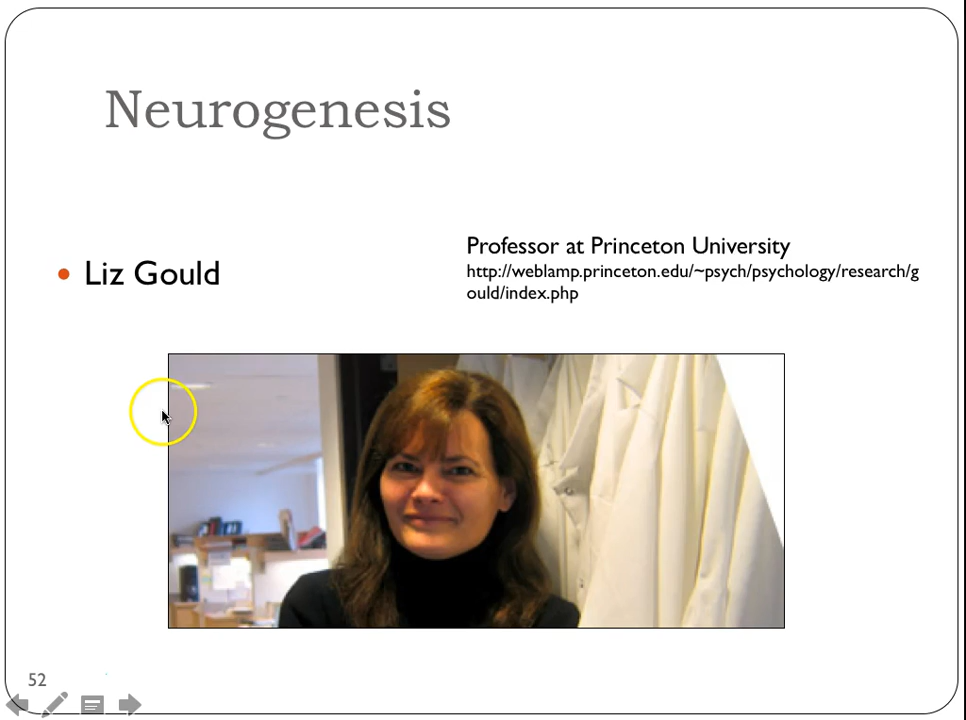 Neurogenesis
Professor at Princeton University
http://weblamp.princeton.edu/~psych/psychology/research/g
ould/index.php
Liz Gould
52